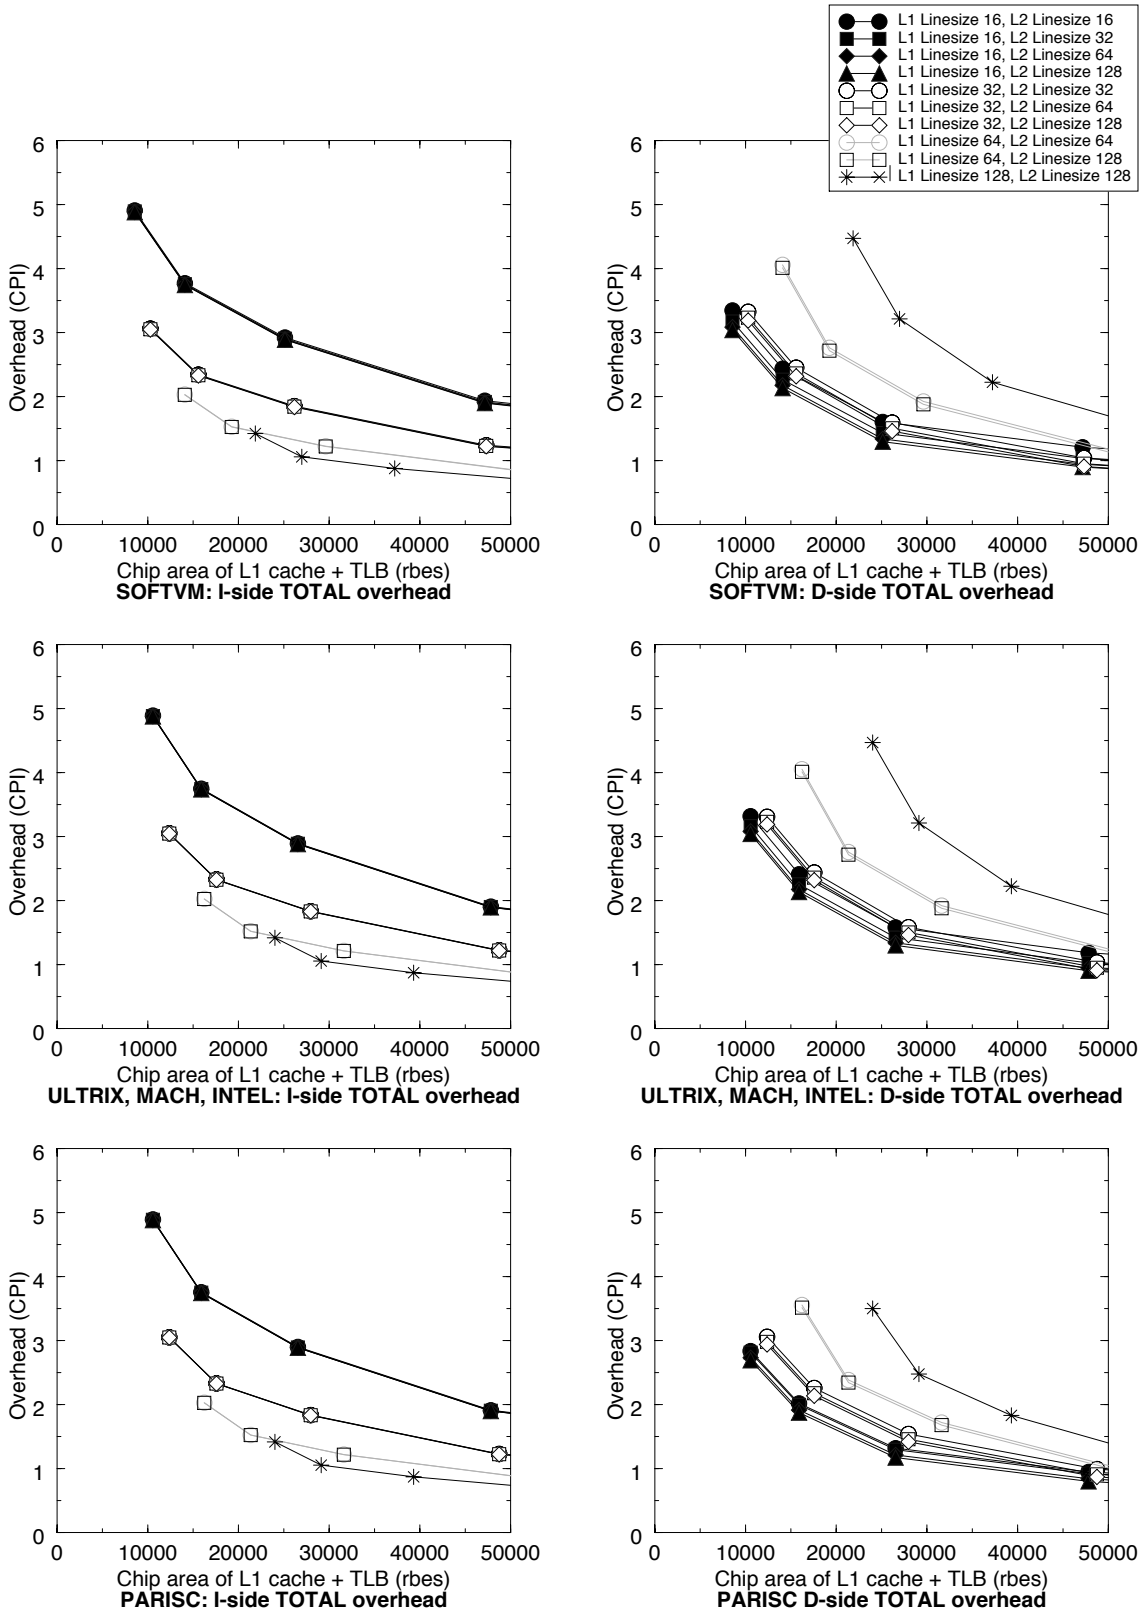 L1 Linesize 16, L2 Linesize 16
L1 Linesize 16, L2 Linesize 32
L1 Linesize 16, L2 Linesize 64
L1 Linesize 16, L2 Linesize 128
L1 Linesize 32, L2 Linesize 32
L1 Linesize 32, L2 Linesize 64
L1 Linesize 32, L2 Linesize 128
L1 Linesize 64, L2 Linesize 64
L1 Linesize 64, L2 Linesize 128
L1 Linesize 128, L2 Linesize 128
6
5
4
3
2
1
0
Overhead (CPI)
0 10000 20000 30000 40000 50000
Chip area of L1 cache + TLB (rbes)
SOFTVM: I-side TOTAL overhead
6
5
4
3
2
1
0
Overhead (CPI)
0 10000 20000 30000 40000 50000
Chip area of L1 cache + TLB (rbes)
SOFTVM: D-side TOTAL overhead
6
5
4
3
2
1
0
Overhead (CPI)
0 10000 20000 30000 40000 50000
Chip area of L1 cache + TLB (rbes)
ULTRIX, MACH, INTEL: I-side TOTAL overhead
6
5
4
3
2
1
0
Overhead (CPI)
0 10000 20000 30000 40000 50000
Chip area of L1 cache + TLB (rbes)
ULTRIX, MACH, INTEL: D-side TOTAL overhead
6
5
4
3
2
1
0
Overhead (CPI)
0 10000 20000 30000 40000 50000
Chip area of L1 cache + TLB (rbes)
PARISC: I-side TOTAL overhead
6
5
4
3
2
1
0
Overhead (CPI)
0 10000 20000 30000 40000 50000
Chip area of L1 cache + TLB (rbes)
PARISC D-side TOTAL overhead